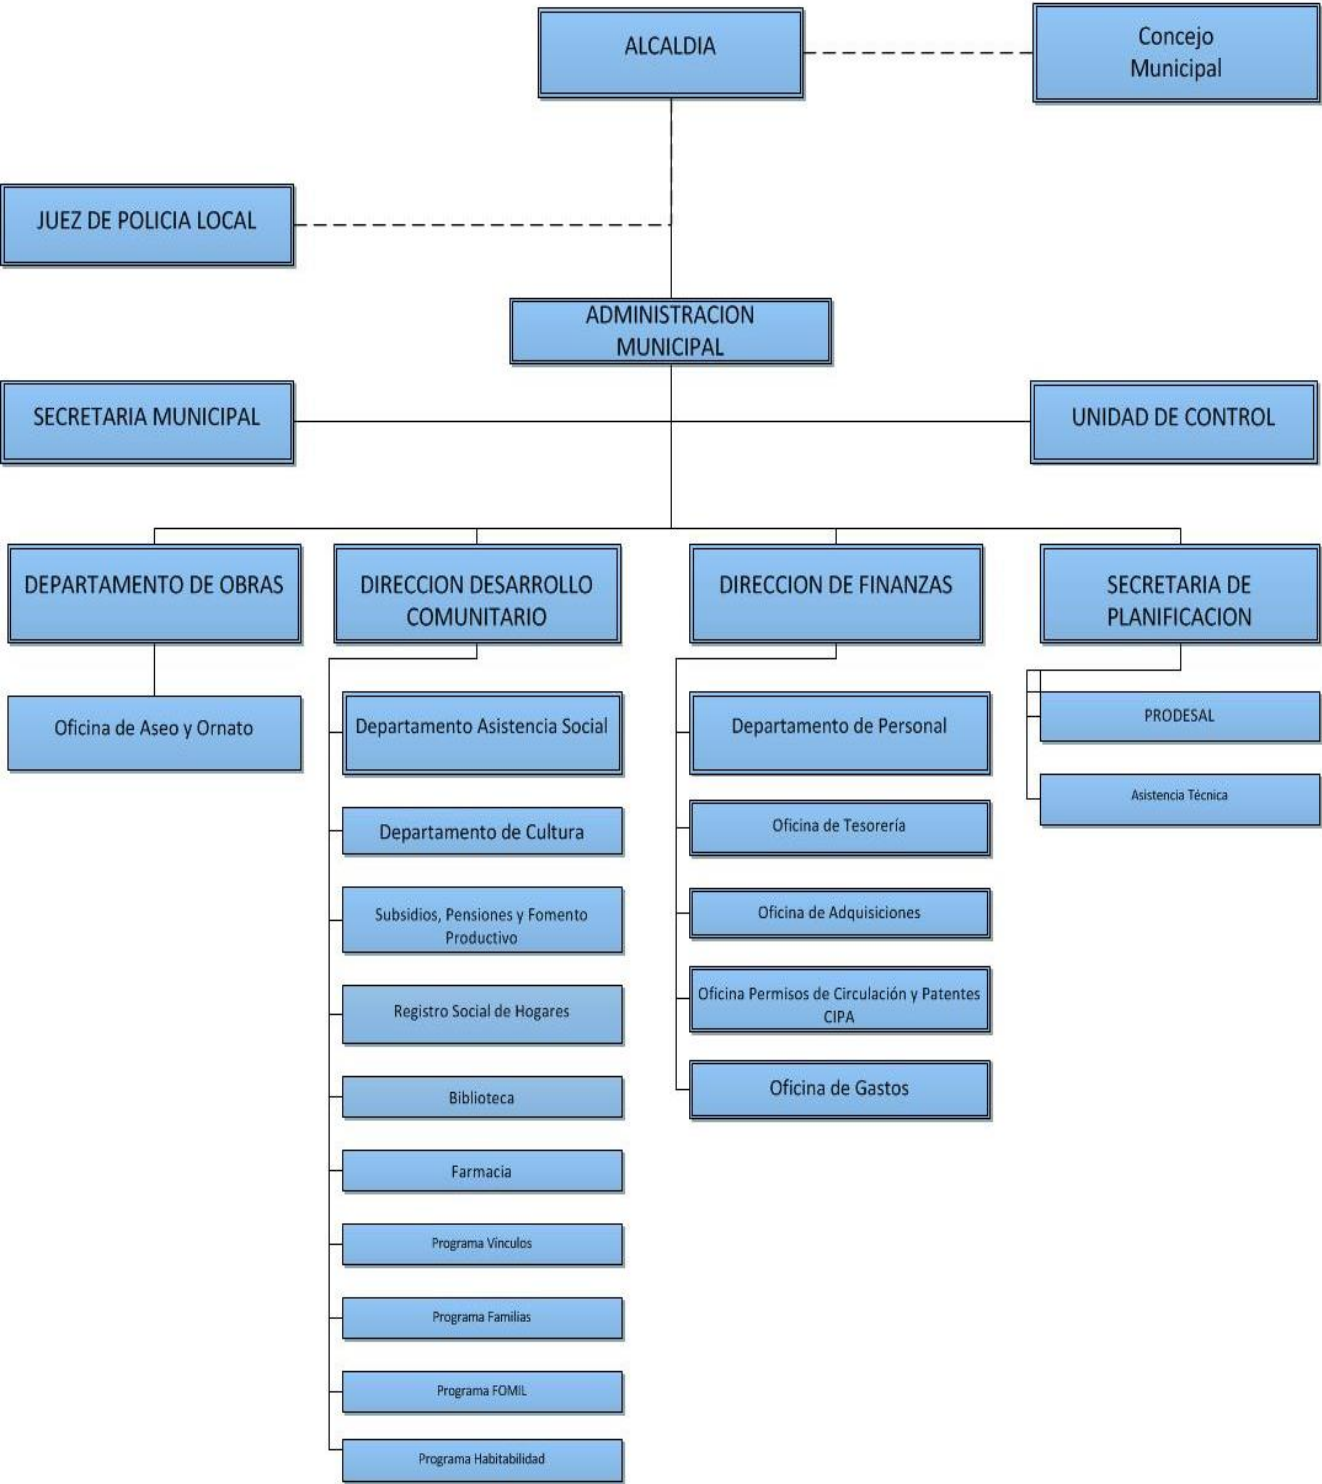 ALCALDIA
Concejo
Municipal
JUEZ DE POLICIA LOCAL
ADMINISTRACION
MUNICIPAL
SECRETARIA MUNICIPAL
UNIDAD DE CONTROL
DEPARTAMENTO DE OBRAS
DIRECCION DESARROLLO
COMUNITARIO
DIRECCION DE FINANZAS
SECRETARIA DE
PLANIFICACION
Oficina de Aseo y Ornato
Departamento Asistencia Social
Departamento de Cultura
Subsidios, Pensiones y Fomento
Productivo
Registro Social de Hogares
Biblioteca
Farmacia
Programa Vinculos
Programa Familias
Programa FOMIL
Programa Habitabilidad
Departamento de Personal
Oficina de Tesorería
Oficina de Adquisiciones
Oficina Permisos de Circulación y Patentes
CIPA
Oficina de Gastos
PRODESAL
Asistencia Técnica